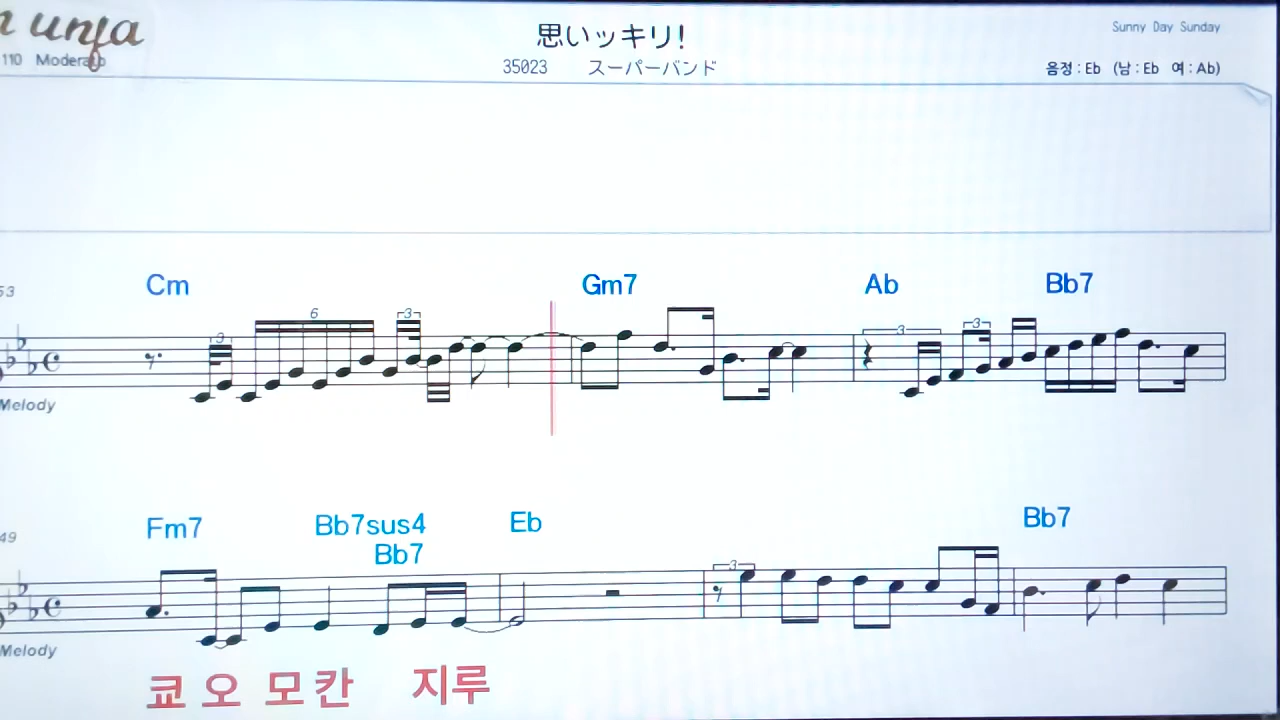 unfa
思いッキリ!
Sunny Day Sunday
110 Moderato
35023 スーパーバンド
음정 : Eb (남 : Eb 여 : Ab)
53
Cm Gm7 Ab Bb7
3 6 3 3 3
Melody
49
Fm7 Bb7sus4 Eb Bb7
Bb7
3
Melody
쿄 오 모 칸 지루